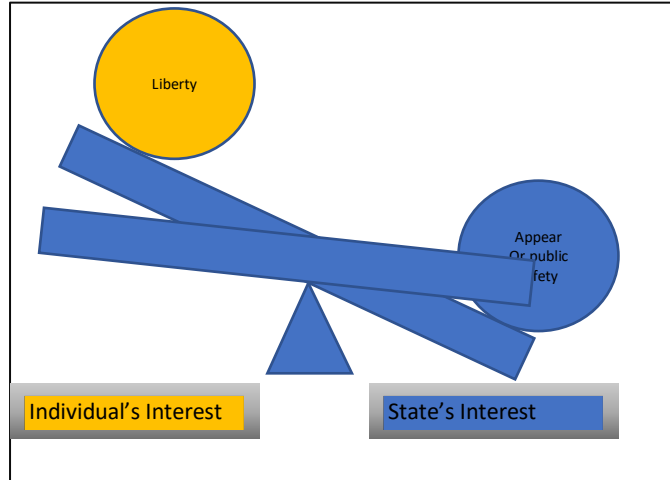 Liberty
Appear
Or public
fety
Individual's Interest
State's Interest